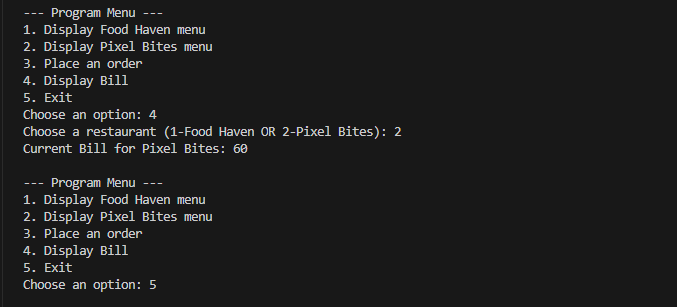 --- Program Menu ---
1. Display Food Haven menu
2. Display Pixel Bites menu
3. Place an order
4. Display Bill
5. Exit
Choose an option: 4
Choose a restaurant (1-Food Haven OR 2-Pixel Bites): 2
Current Bill for Pixel Bites: 60

--- Program Menu ---
1. Display Food Haven menu
2. Display Pixel Bites menu
3. Place an order
4. Display Bill
5. Exit
Choose an option: 5